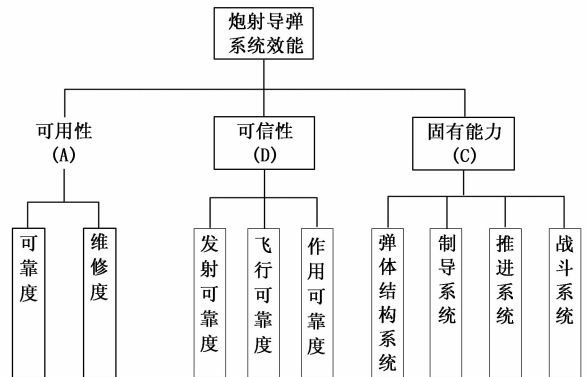 炮射导弹
系统效能
可用性
(A)
可信性
(D)
固有能力
(C)
可靠度
维修度
发射可靠度
飞行可靠度
作用可靠度
弹体结构系统
制导系统
推进系统
战斗系统